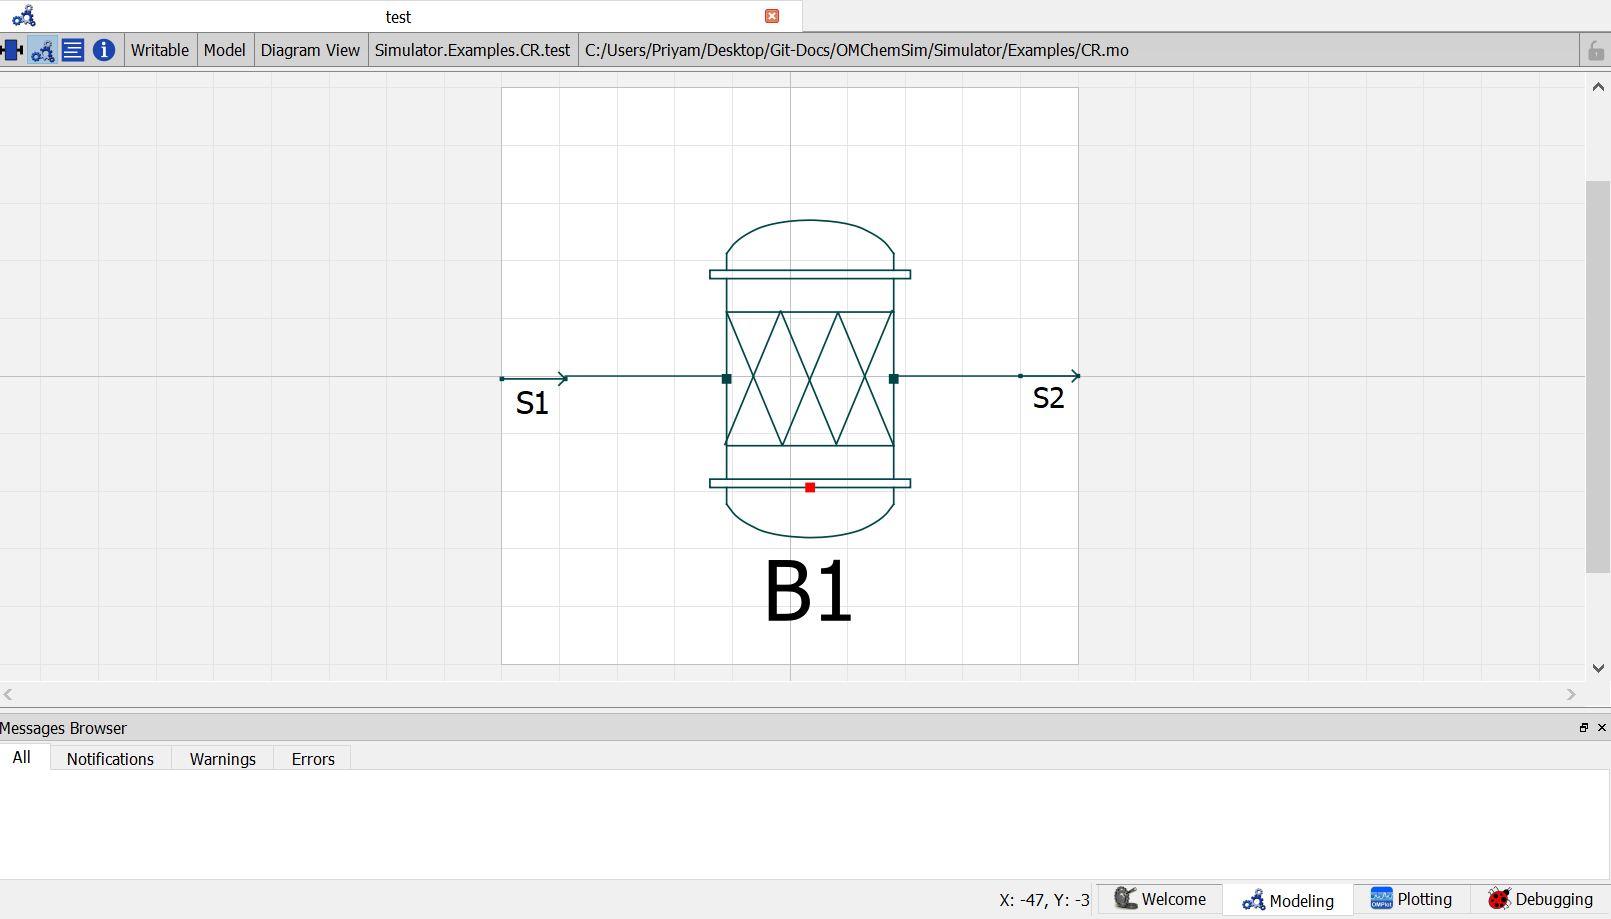 test
Writable Model Diagram View Simulator.Examples.CR.test C:/Users/Priyam/Desktop/Git-Docs/OMChemSim/Simulator/Examples/CR.mo
S1
S2
B1
Messages Browser
All Notifications Warnings Errors
X: -47, Y: -3 Welcome Modeling Plotting Debugging